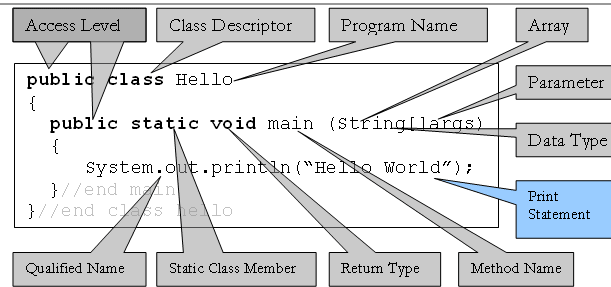 Access Level Class Descriptor Program Name Array
public class Hello
Parameter
{
public static void main (String[]args)
Data Type
{
System.out.println(“Hello World”);
}//end main
Print
Statement
}//end class hello
Qualified Name Static Class Member Return Type Method Name